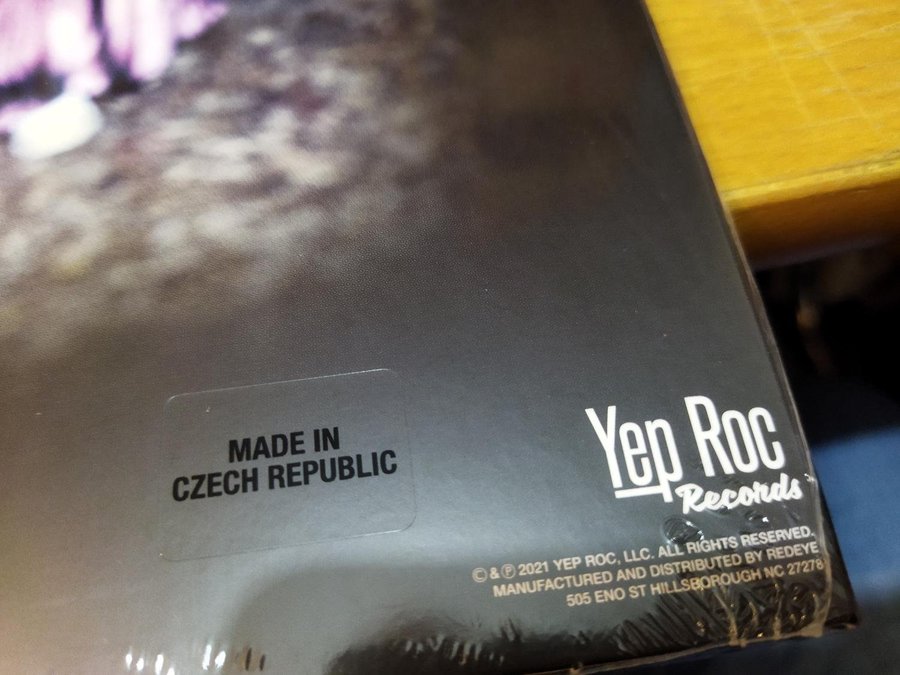 MADE IN
CZECH REPUBLIC
Yep Roc
Records
© & ℗ 2021 YEP ROC, LLC. ALL RIGHTS RESERVED.
MANUFACTURED AND DISTRIBUTED BY REDEYE
505 ENO ST HILLSBOROUGH NC 27278